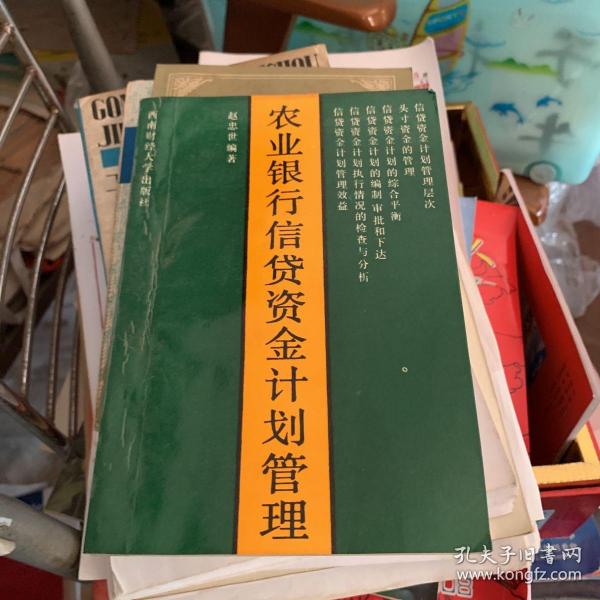 信贷资金计划管理层次
头寸资金的管理
信贷资金计划的综合平衡
信贷资金计划的编制 审批和下达
信贷资金计划执行情况的检查与分析
信贷资金计划管理效益
农业银行信贷资金计划管理
赵忠世 编著
西南财经大学出版社
孔夫子旧书网
www.kongfz.com